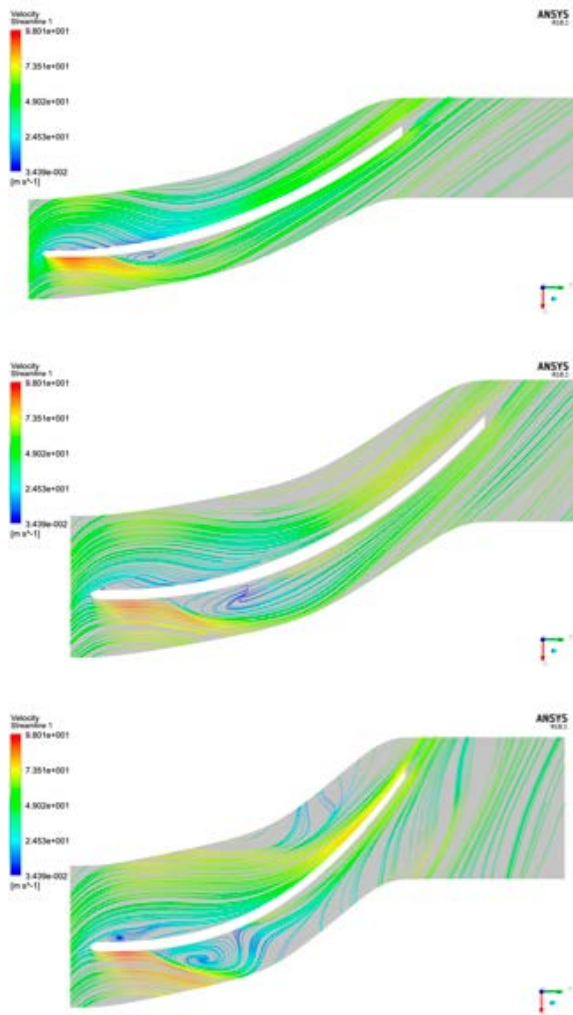 Velocity
Streamline 1
9.801e+001
7.351e+001
4.902e+001
2.453e+001
3.439e-002
[m s^-1]
ANSYS
Velocity
Streamline 1
9.801e+001
7.351e+001
4.902e+001
2.453e+001
3.439e-002
[m s^-1]
ANSYS
Velocity
Streamline 1
9.801e+001
7.351e+001
4.902e+001
2.453e+001
3.439e-002
[m s^-1]
ANSYS